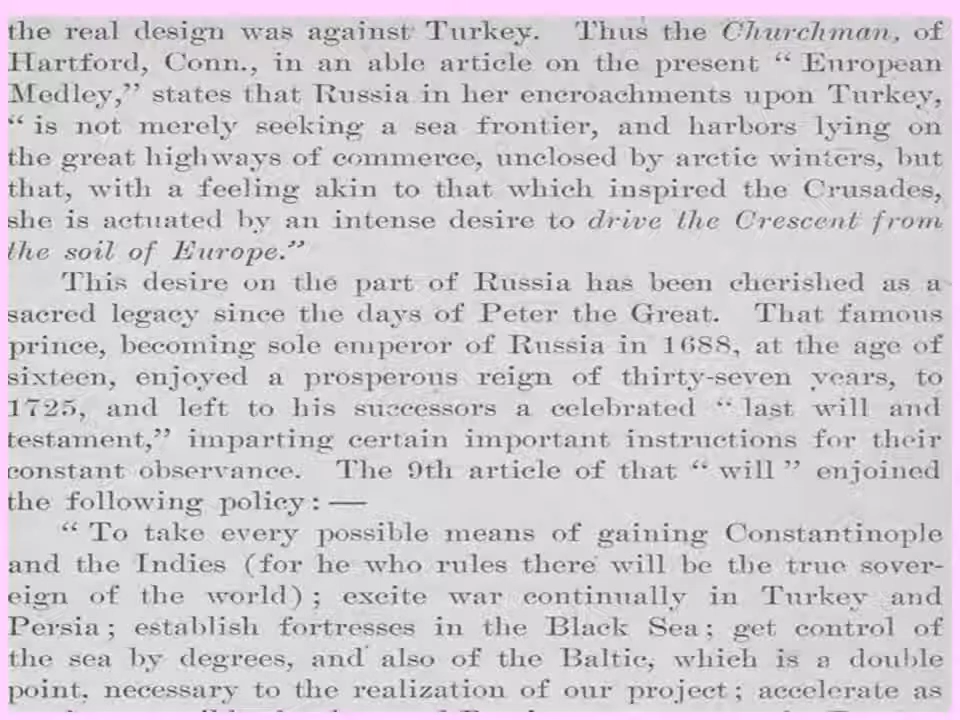 the real design was against Turkey. Thus the Churchman, of
Hartford, Conn., in an able article on the present “ European
Medley,” states that Russia in her encroachments upon Turkey,
“ is not merely seeking a sea frontier, and harbors lying on
the great highways of commerce, unclosed by arctic winters, but
that, with a feeling akin to that which inspired the Crusades,
she is actuated by an intense desire to drive the Crescent from
the soil of Europe.”
This desire on the part of Russia has been cherished as a
sacred legacy since the days of Peter the Great. That famous
prince, becoming sole emperor of Russia in 1688, at the age of
sixteen, enjoyed a prosperous reign of thirty-seven years, to
1725, and left to his successors a celebrated “ last will and
testament,” imparting certain important instructions for their
constant observance. The 9th article of that “ will ” enjoined
the following policy : —
“ To take every possible means of gaining Constantinople
and the Indies (for he who rules there will be the true sover-
eign of the world) ; excite war continually in Turkey and
Persia ; establish fortresses in the Black Sea ; get control of
the sea by degrees, and also of the Baltic, which is a double
point, necessary to the realization of our project ; accelerate as